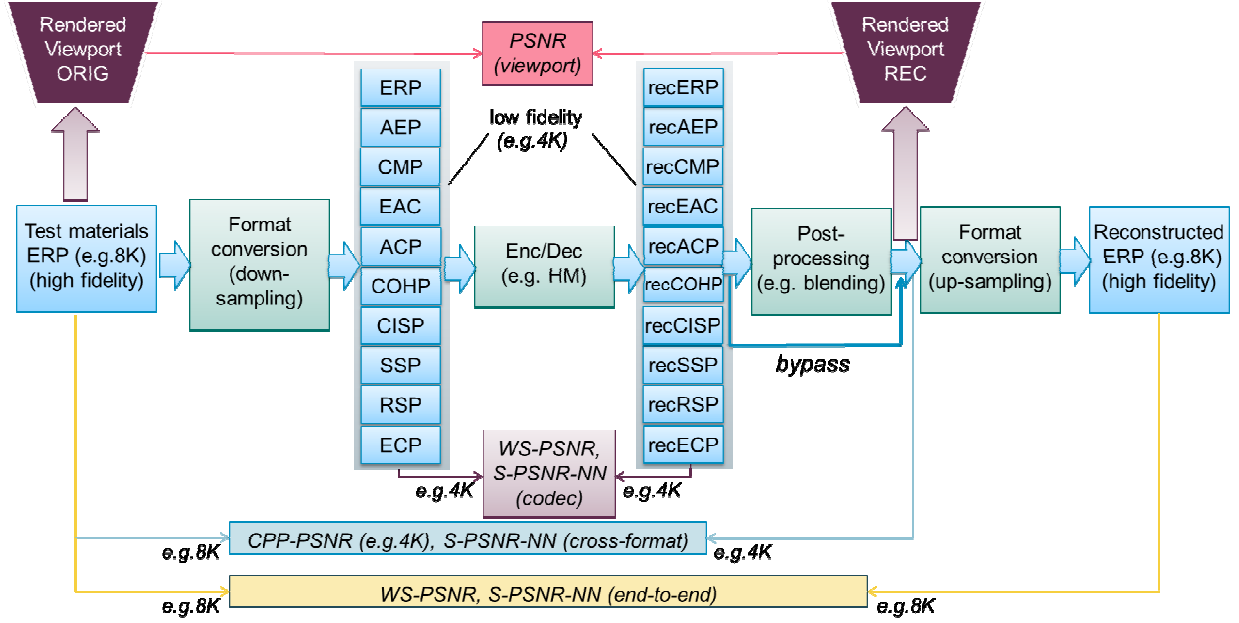 Rendered
Viewport
ORIG
PSNR
(viewport)
Rendered
Viewport
REC
ERP
AEP
CMP
EAC
ACP
COHP
CISP
SSP
RSP
ECP
low fidelity
(e.g.4K)
recERP
recAEP
recCMP
recEAC
recACP
recCOHP
recCISP
recSSP
recRSP
recECP
Test materials
ERP (e.g.8K)
(high fidelity)
Format
conversion
(down-
sampling)
Enc/Dec
(e.g. HM)
Post-
processing
(e.g. blending)
Format
conversion
(up-sampling)
Reconstructed
ERP (e.g.8K)
(high fidelity)
bypass
WS-PSNR,
S-PSNR-NN
(codec)
e.g.4K
e.g.4K
CPP-PSNR (e.g.4K), S-PSNR-NN (cross-format)
e.g.8K
e.g.4K
WS-PSNR, S-PSNR-NN (end-to-end)
e.g.8K
e.g.8K